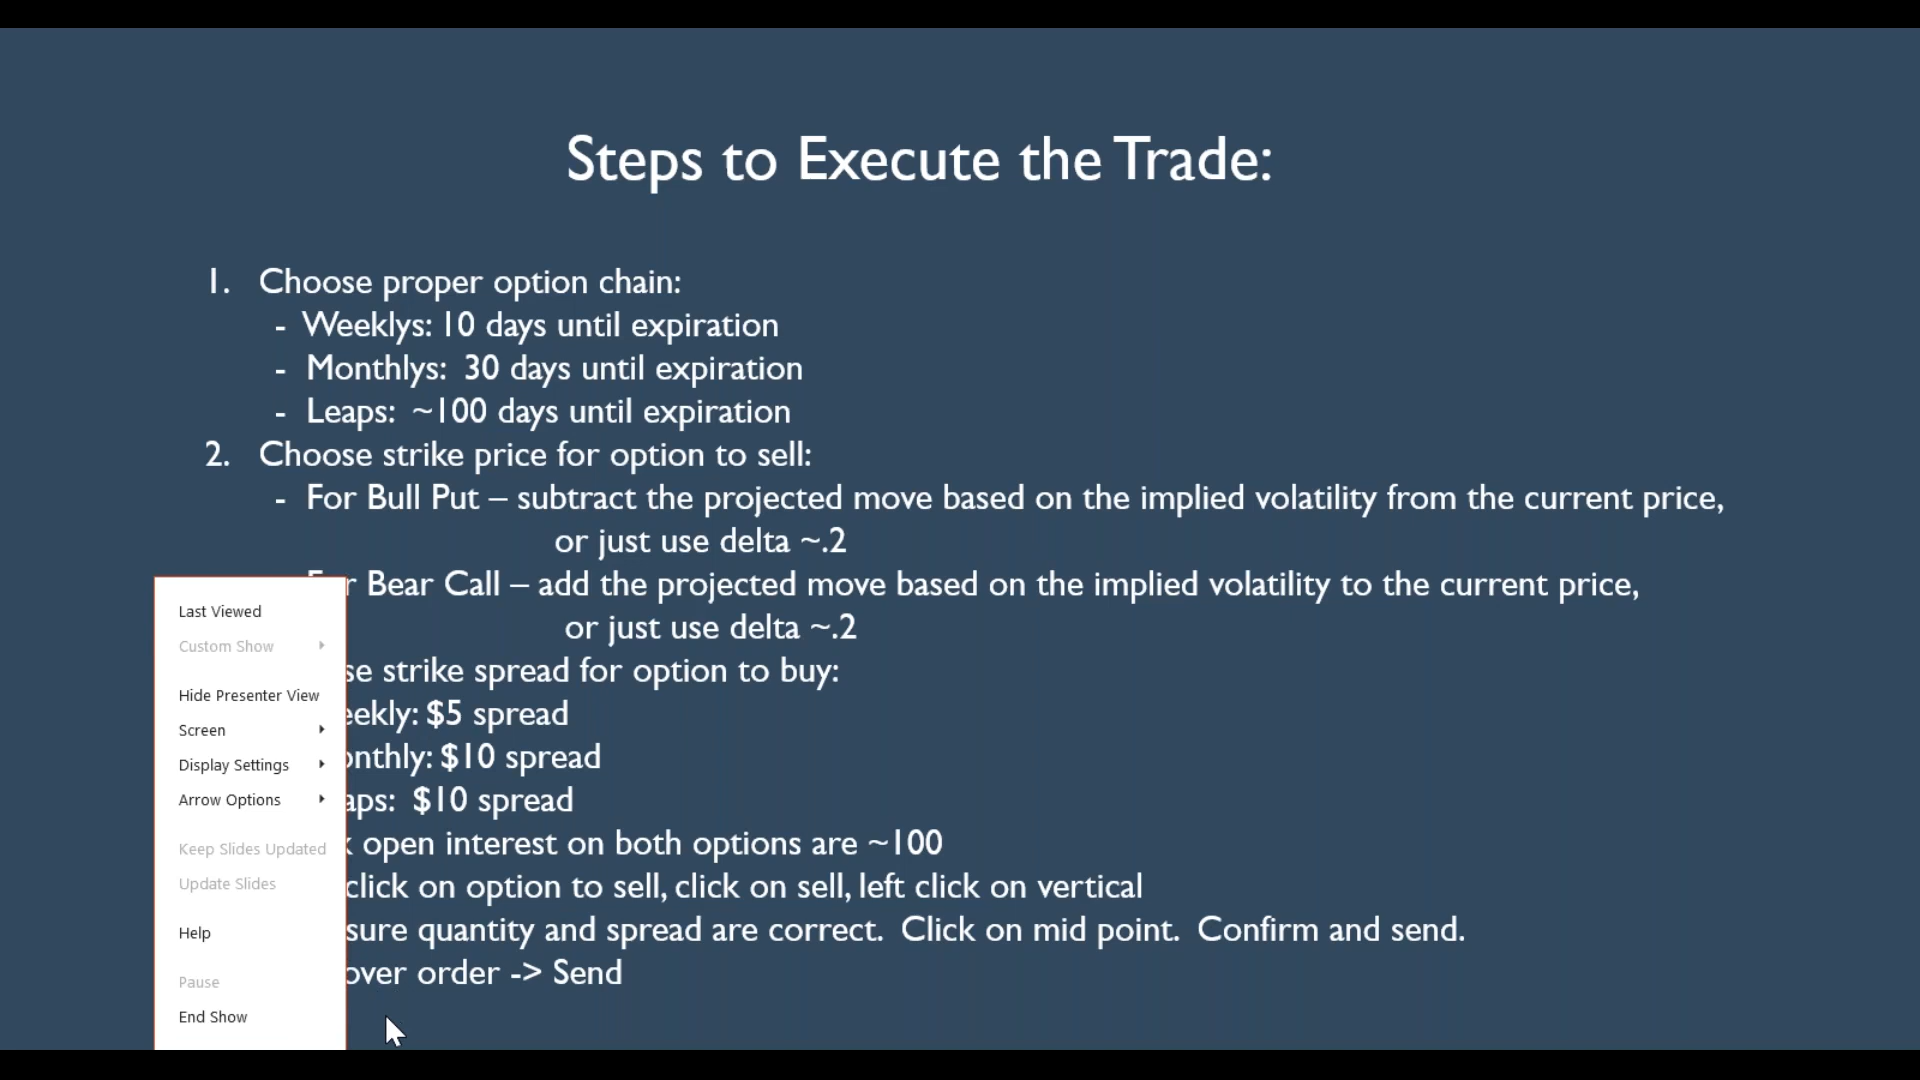 Steps to Execute the Trade:
1. Choose proper option chain:
- Weeklys: 10 days until expiration
- Monthlys: 30 days until expiration
- Leaps: ~100 days until expiration
2. Choose strike price for option to sell:
- For Bull Put – subtract the projected move based on the implied volatility from the current price,
or just use delta ~.2
Bear Call – add the projected move based on the implied volatility to the current price,
or just use delta ~.2
strike spread for option to buy:
$5 spread
$10 spread
$10 spread
open interest on both options are ~100
click on option to sell, click on sell, left click on vertical
sure quantity and spread are correct. Click on mid point. Confirm and send.
over order -> Send
Last Viewed
Custom Show
Hide Presenter View
Screen
Display Settings
Arrow Options
Keep Slides Updated
Update Slides
Help
Pause
End Show